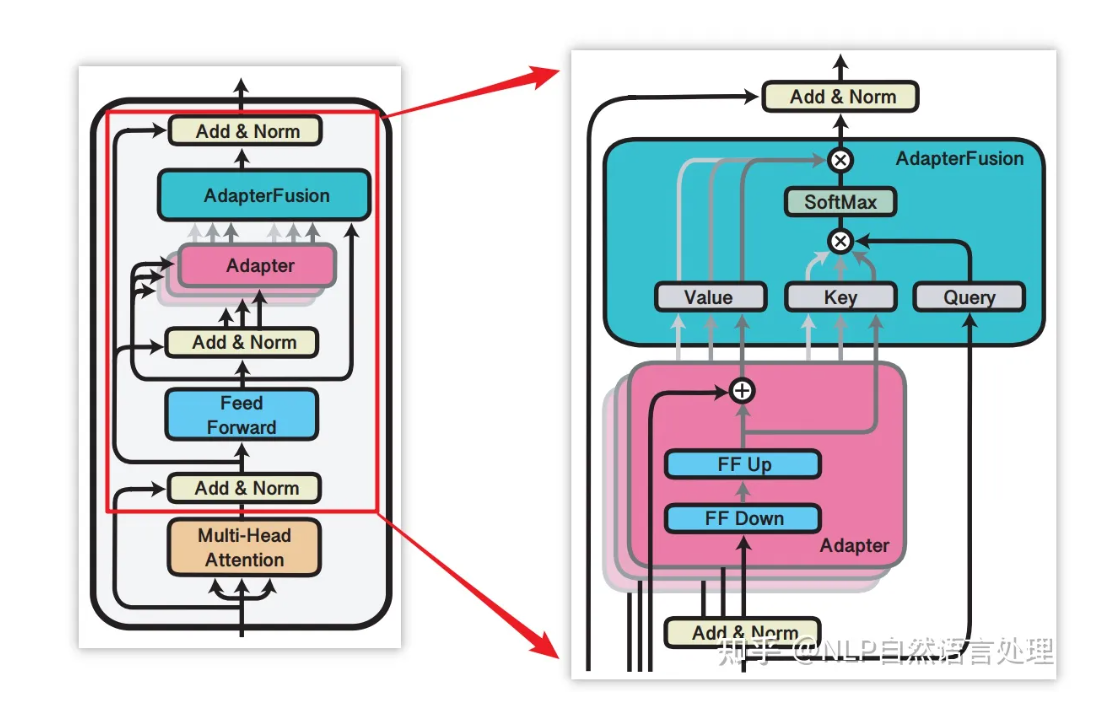 Add & Norm
AdapterFusion
Adapter
Add & Norm
Feed
Forward
Add & Norm
Multi-Head
Attention
Add & Norm
AdapterFusion
SoftMax
Value
Key
Query
FF Up
FF Down
Adapter
Add & Norm
知乎 @NLP自然语言处理